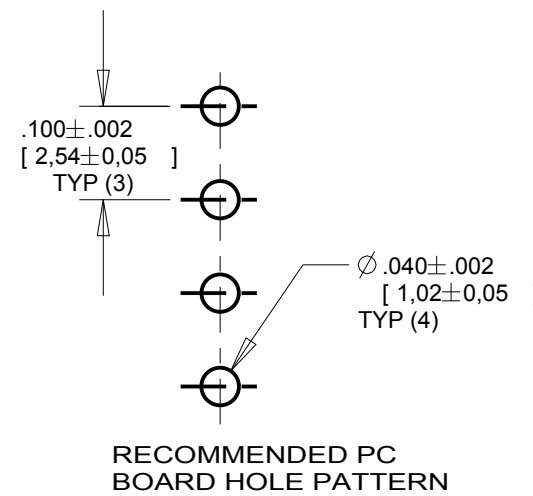 .100±.002
[ 2,54±0,05 ]
TYP (3)
⌀ .040±.002
[ 1,02±0,05
TYP (4)
RECOMMENDED PC
BOARD HOLE PATTERN